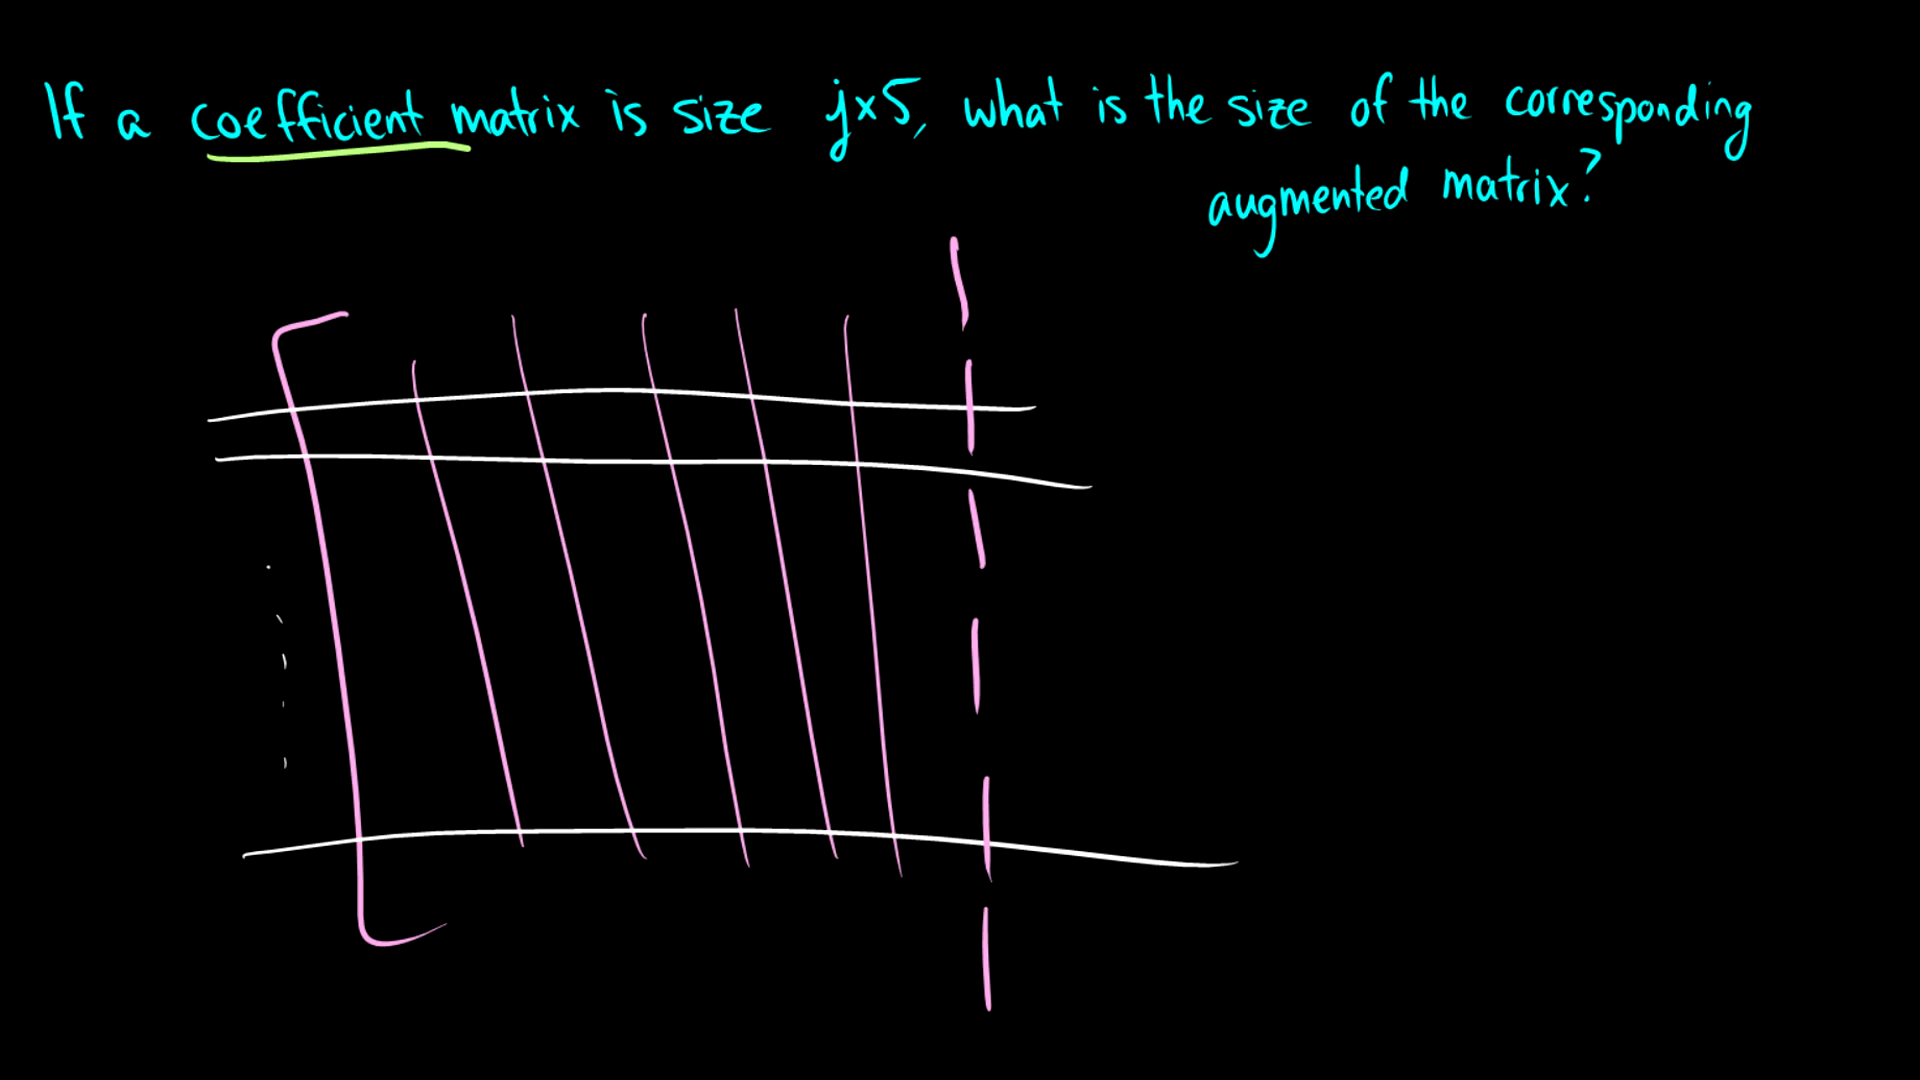 If a coefficient matrix is size j×5, what is the size of the corresponding
augmented matrix?